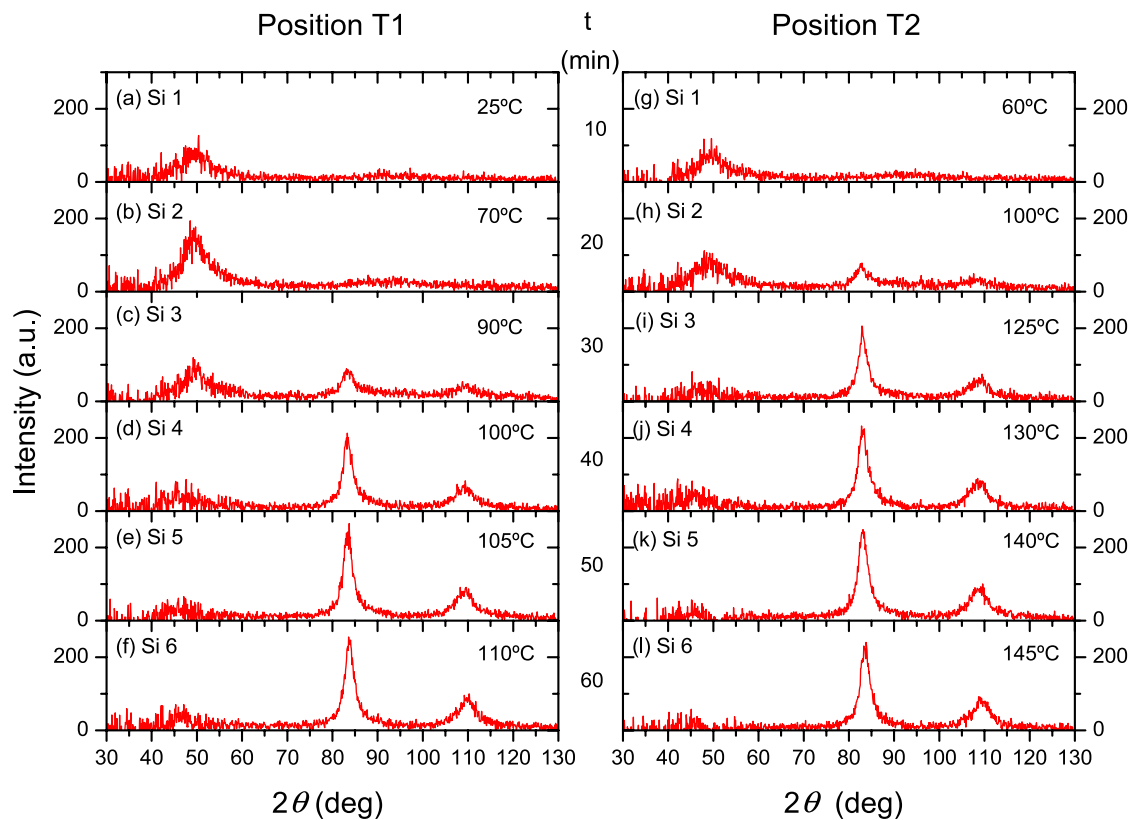 Position T1
t
(min)
Position T2
Intensity (a.u.)
(a) Si 1 25ºC
200
0
(b) Si 2 70ºC
200
0
(c) Si 3 90ºC
200
0
(d) Si 4 100ºC
200
0
(e) Si 5 105ºC
200
0
(f) Si 6 110ºC
200
0
30 40 50 60 70 80 90 100 110 120 130
2θ (deg)
10
20
30
40
50
60
(g) Si 1 60ºC
200
0
(h) Si 2 100ºC
200
0
(i) Si 3 125ºC
200
0
(j) Si 4 130ºC
200
0
(k) Si 5 140ºC
200
0
(l) Si 6 145ºC
200
0
30 40 50 60 70 80 90 100 110 120 130
2θ (deg)